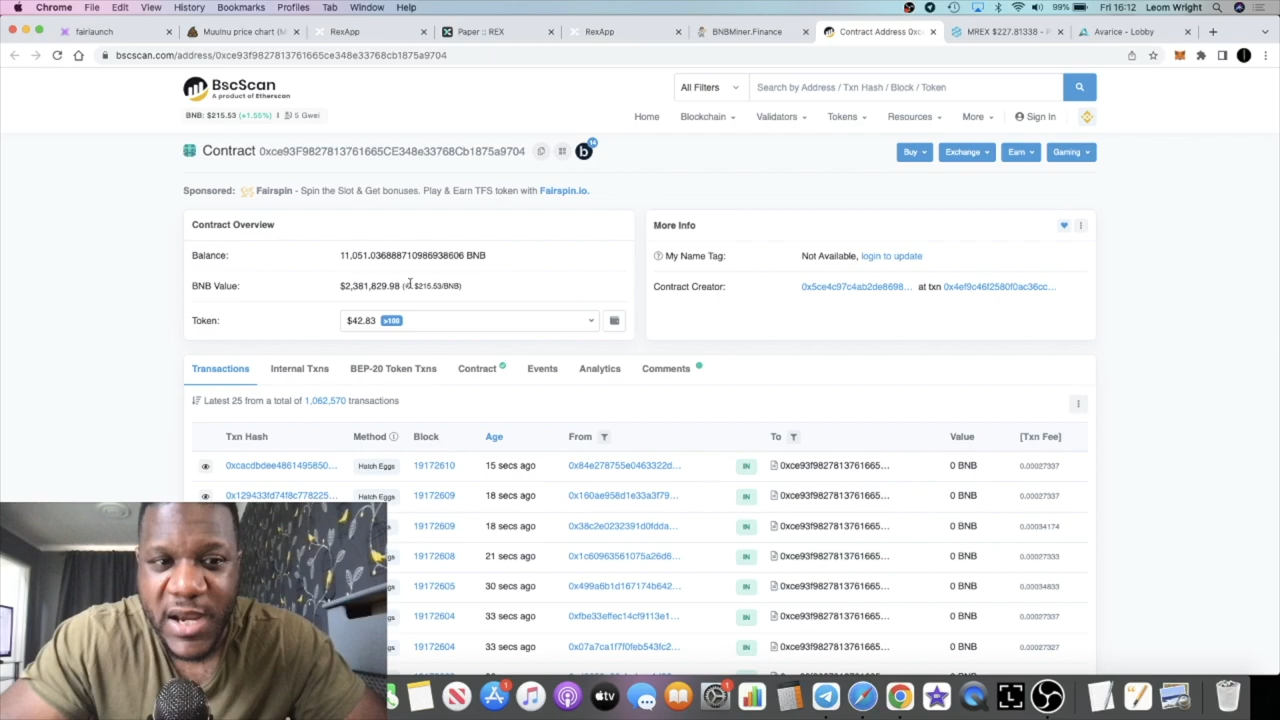 Chrome File Edit View History Bookmarks Profiles Tab Window Help
99% Fri 16:12 Leom Wright
fairlaunch
MuuInu price chart (M
RexApp
Paper :: REX
RexApp
BNBMiner.Finance
Contract Address 0xce
MREX $227.81338 - P
Avarice - Lobby
bscscan.com/address/0xce93f9827813761665ce348e33768cb1875a9704
BscScan
A product of Etherscan
All Filters
Search by Address / Txn Hash / Block / Token
BNB: $215.53 (+1.55%) | 5 Gwei
Home Blockchain Validators Tokens Resources More Sign In
Contract 0xce93F9827813761665CE348e33768Cb1875a9704
b 14
Buy Exchange Earn Gaming
Sponsored: Fairspin - Spin the Slot & Get bonuses. Play & Earn TFS token with Fairspin.io.
Contract Overview
Balance: 11,051.036888710986938606 BNB
BNB Value: $2,381,829.98 (@ $215.53/BNB)
Token: $42.83 >100
More Info
My Name Tag: Not Available, login to update
Contract Creator: 0x5ce4c97c4ab2de8698... at txn 0x4ef9c46f2580f0ac36cc...
Transactions Internal Txns BEP-20 Token Txns Contract Events Analytics Comments
Latest 25 from a total of 1,062,570 transactions
Txn Hash Method Block Age From To Value [Txn Fee]
0xcacdbdee4861495850... Hatch Eggs 19172610 15 secs ago 0x84e278755e0463322d... IN 0xce93f9827813761665... 0 BNB 0.00027337
0x129433fd74f8c778225... Hatch Eggs 19172609 18 secs ago 0x160ae958d1e33a3f79... IN 0xce93f9827813761665... 0 BNB 0.00027337
19172609 18 secs ago 0x38c2e0232391d0fdda... IN 0xce93f9827813761665... 0 BNB 0.00034174
19172608 21 secs ago 0x1c60963561075a26d6... IN 0xce93f9827813761665... 0 BNB 0.00027333
19172605 30 secs ago 0x499a6b1d167174b642... IN 0xce93f9827813761665... 0 BNB 0.00034833
19172604 33 secs ago 0xfbe33effec14cf9113e1... IN 0xce93f9827813761665... 0 BNB 0.00027337
19172604 33 secs ago 0x07a7ca1f7f0feb543fc2... IN 0xce93f9827813761665... 0 BNB 0.00027327